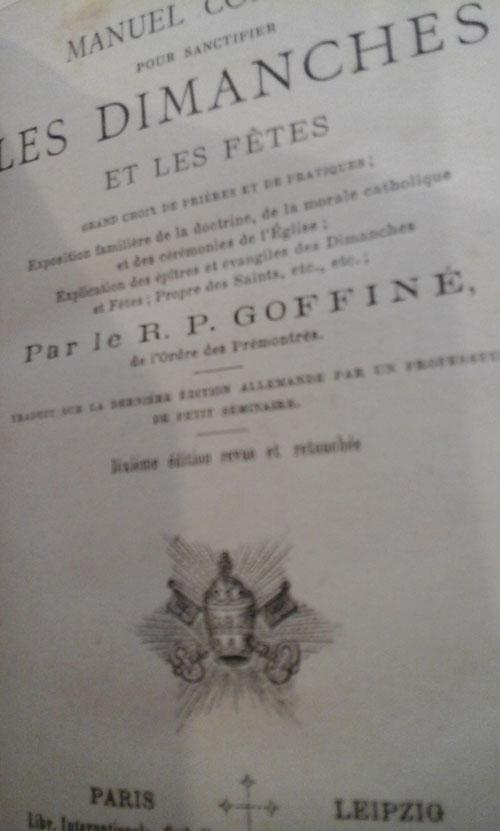 MANUEL
POUR SANCTIFIER
LES DIMANCHES
ET LES FÊTES
GRAND CHOIX DE PRIÈRES ET DE PRATIQUES ;
Exposition familière de la doctrine, de la morale catholique
et des cérémonies de l'Église ;
Explication des épîtres et évangiles des Dimanches
et Fêtes ; Propre des Saints, etc., etc. ;
Par le R. P. GOFFINÉ,
de l'Ordre des Prémontrés.
TRADUIT SUR LA DERNIÈRE ÉDITION ALLEMANDE PAR UN PROFESSEUR
DE PETIT SÉMINAIRE.
édition revue et retouchée
PARIS
LEIPZIG
Libr.